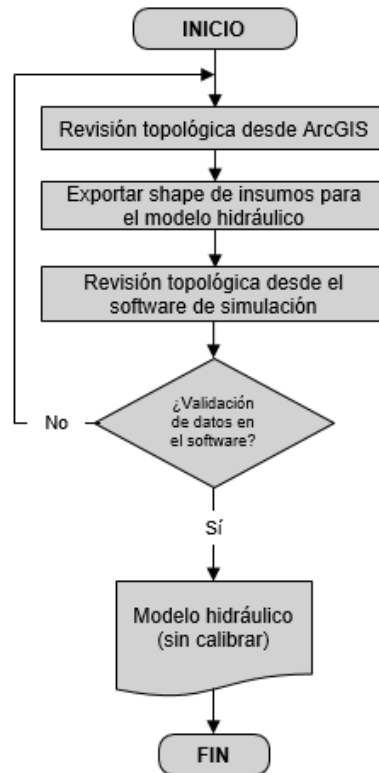 INICIO
Revisión topológica desde ArcGIS
Exportar shape de insumos para
el modelo hidráulico
Revisión topológica desde el
software de simulación
¿Validación
de datos en
el software?
No
Sí
Modelo hidráulico
(sin calibrar)
FIN